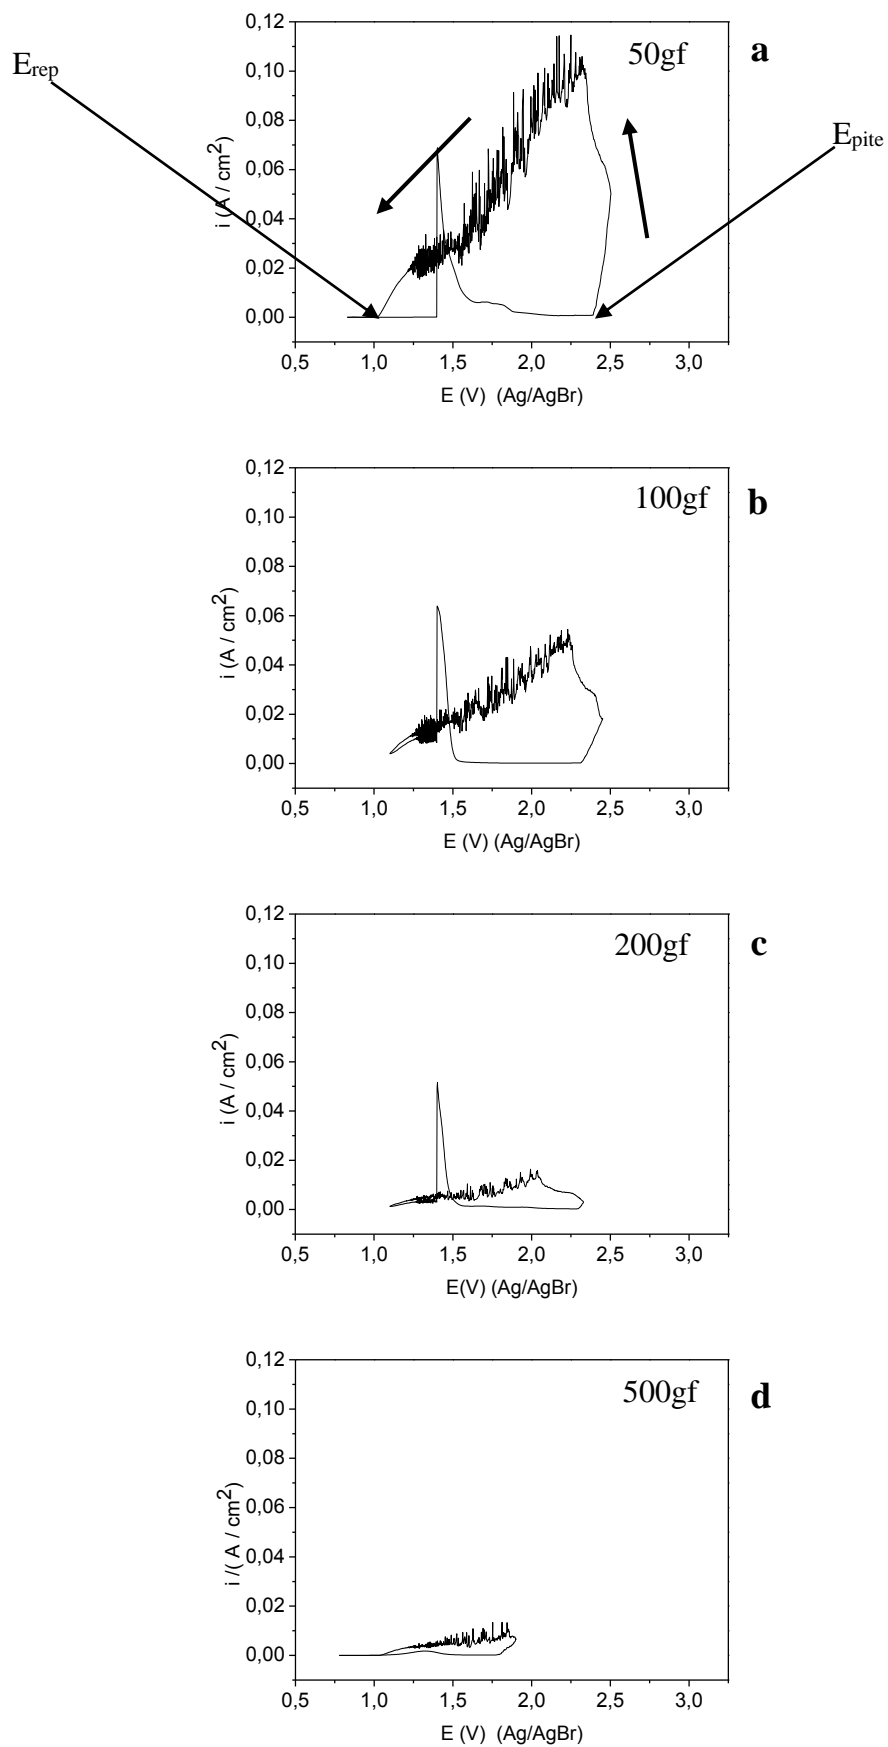 E_rep
E_pite
50gf
a
0,12
0,10
0,08
0,06
0,04
0,02
0,00
i (A / cm²)
0,5 1,0 1,5 2,0 2,5 3,0
E (V) (Ag/AgBr)
100gf
b
0,12
0,10
0,08
0,06
0,04
0,02
0,00
i (A / cm²)
0,5 1,0 1,5 2,0 2,5 3,0
E (V) (Ag/AgBr)
200gf
c
0,12
0,10
0,08
0,06
0,04
0,02
0,00
i (A / cm²)
0,5 1,0 1,5 2,0 2,5 3,0
E(V) (Ag/AgBr)
500gf
d
0,12
0,10
0,08
0,06
0,04
0,02
0,00
i /( A / cm²)
0,5 1,0 1,5 2,0 2,5 3,0
E (V) (Ag/AgBr)